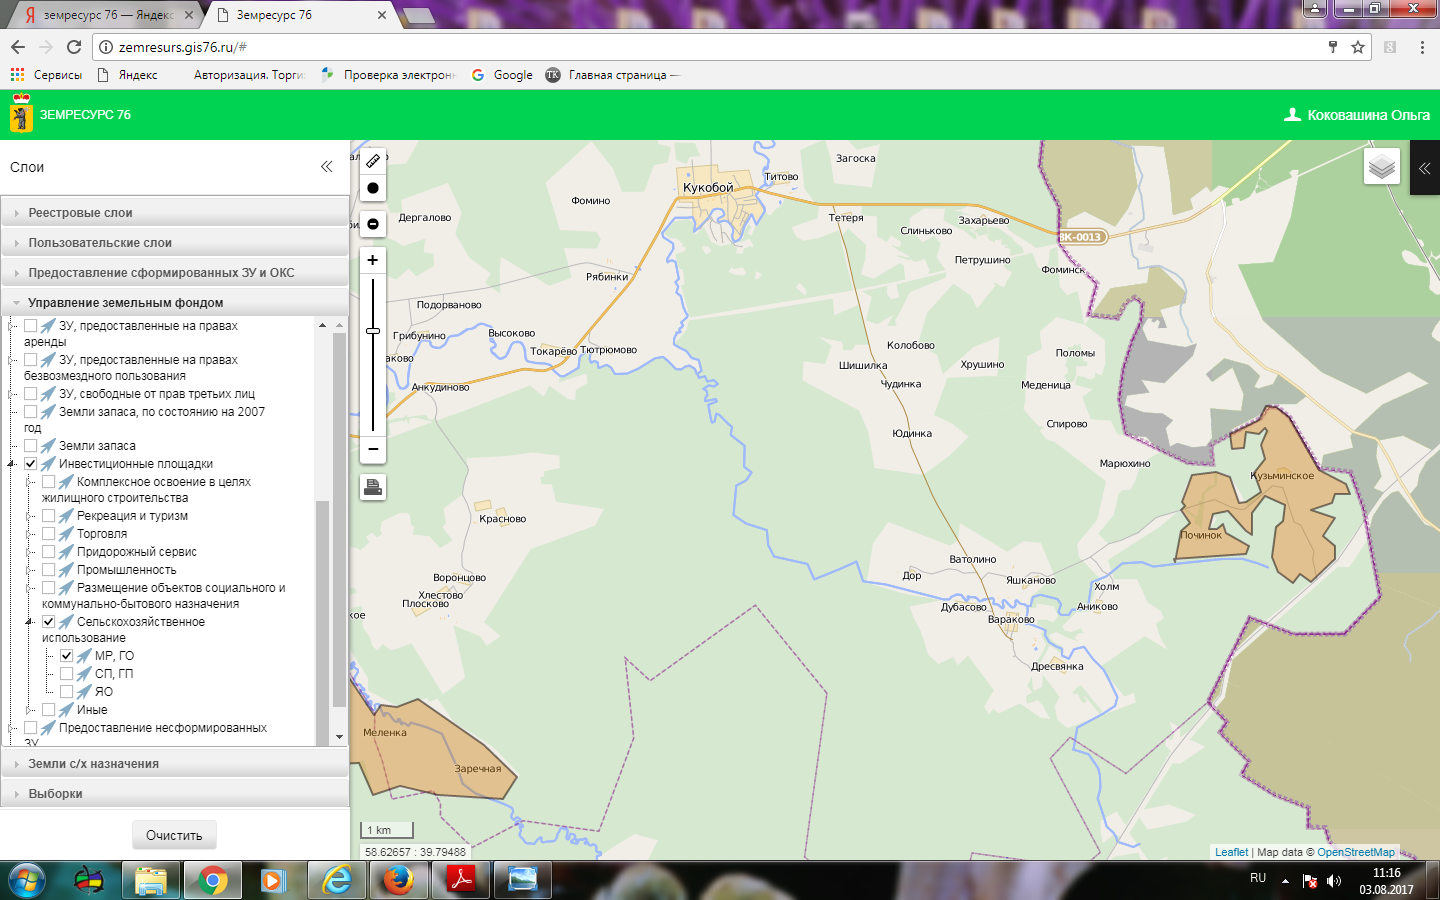 земресурс 76 — Яндекс
Земресурс 76
zemresurs.gis76.ru/#
Сервисы
Яндекс
Авторизация. Торги
Проверка электронн
Google
Главная страница —
ЗЕМРЕСУРС 76
Коковашина Ольга
Слои
Реестровые слои
Пользовательские слои
Предоставление сформированных ЗУ и ОКС
Управление земельным фондом
ЗУ, предоставленные на правах
аренды
ЗУ, предоставленные на правах
безвозмездного пользования
ЗУ, свободные от прав третьих лиц
Земли запаса, по состоянию на 2007
год
Земли запаса
Инвестиционные площадки
Комплексное освоение в целях
жилищного строительства
Рекреация и туризм
Торговля
Придорожный сервис
Промышленность
Размещение объектов социального и
коммунально-бытового назначения
Сельскохозяйственное
использование
МР, ГО
СП, ГП
ЯО
Иные
Предоставление несформированных
ЗУ
Земли с/х назначения
Выборки
Очистить
Загоска
Титово
Кукобой
Фомино
Дергалово
Тетеря
Захарьево
Слиньково
ВК-0013
Петрушино
Фоминск
Рябинки
Подорваново
Грибунино
Высоково
Токарёво
Тютрюмово
аково
Анкудиново
Колобово
Шишилка
Чудинка
Хрушино
Поломы
Меденица
Юдинка
Спирово
Марюхино
Кузьминское
Починок
Красново
Воронцово
Хлестово
Плосково
кое
Ватолино
Дор
Яшканово
Холм
Дубасово
Вараково
Аниково
Дресвянка
Меленка
Заречная
1 km
58.62657 : 39.79488
Leaflet | Map data © OpenStreetMap
RU
11:16
03.08.2017